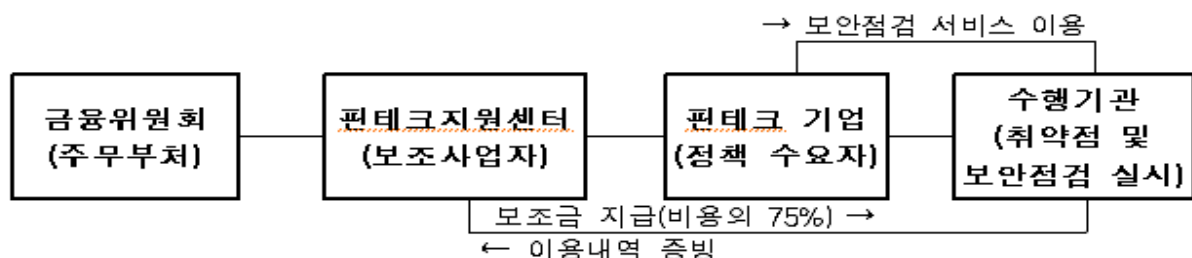 → 보안점검 서비스 이용
금융위원회
(주무부처)
핀테크지원센터
(보조사업자)
핀테크 기업
(정책 수요자)
수행기관
(취약점 및
보안점검 실시)
보조금 지급(비용의 75%) →
← 이용내역 증빙